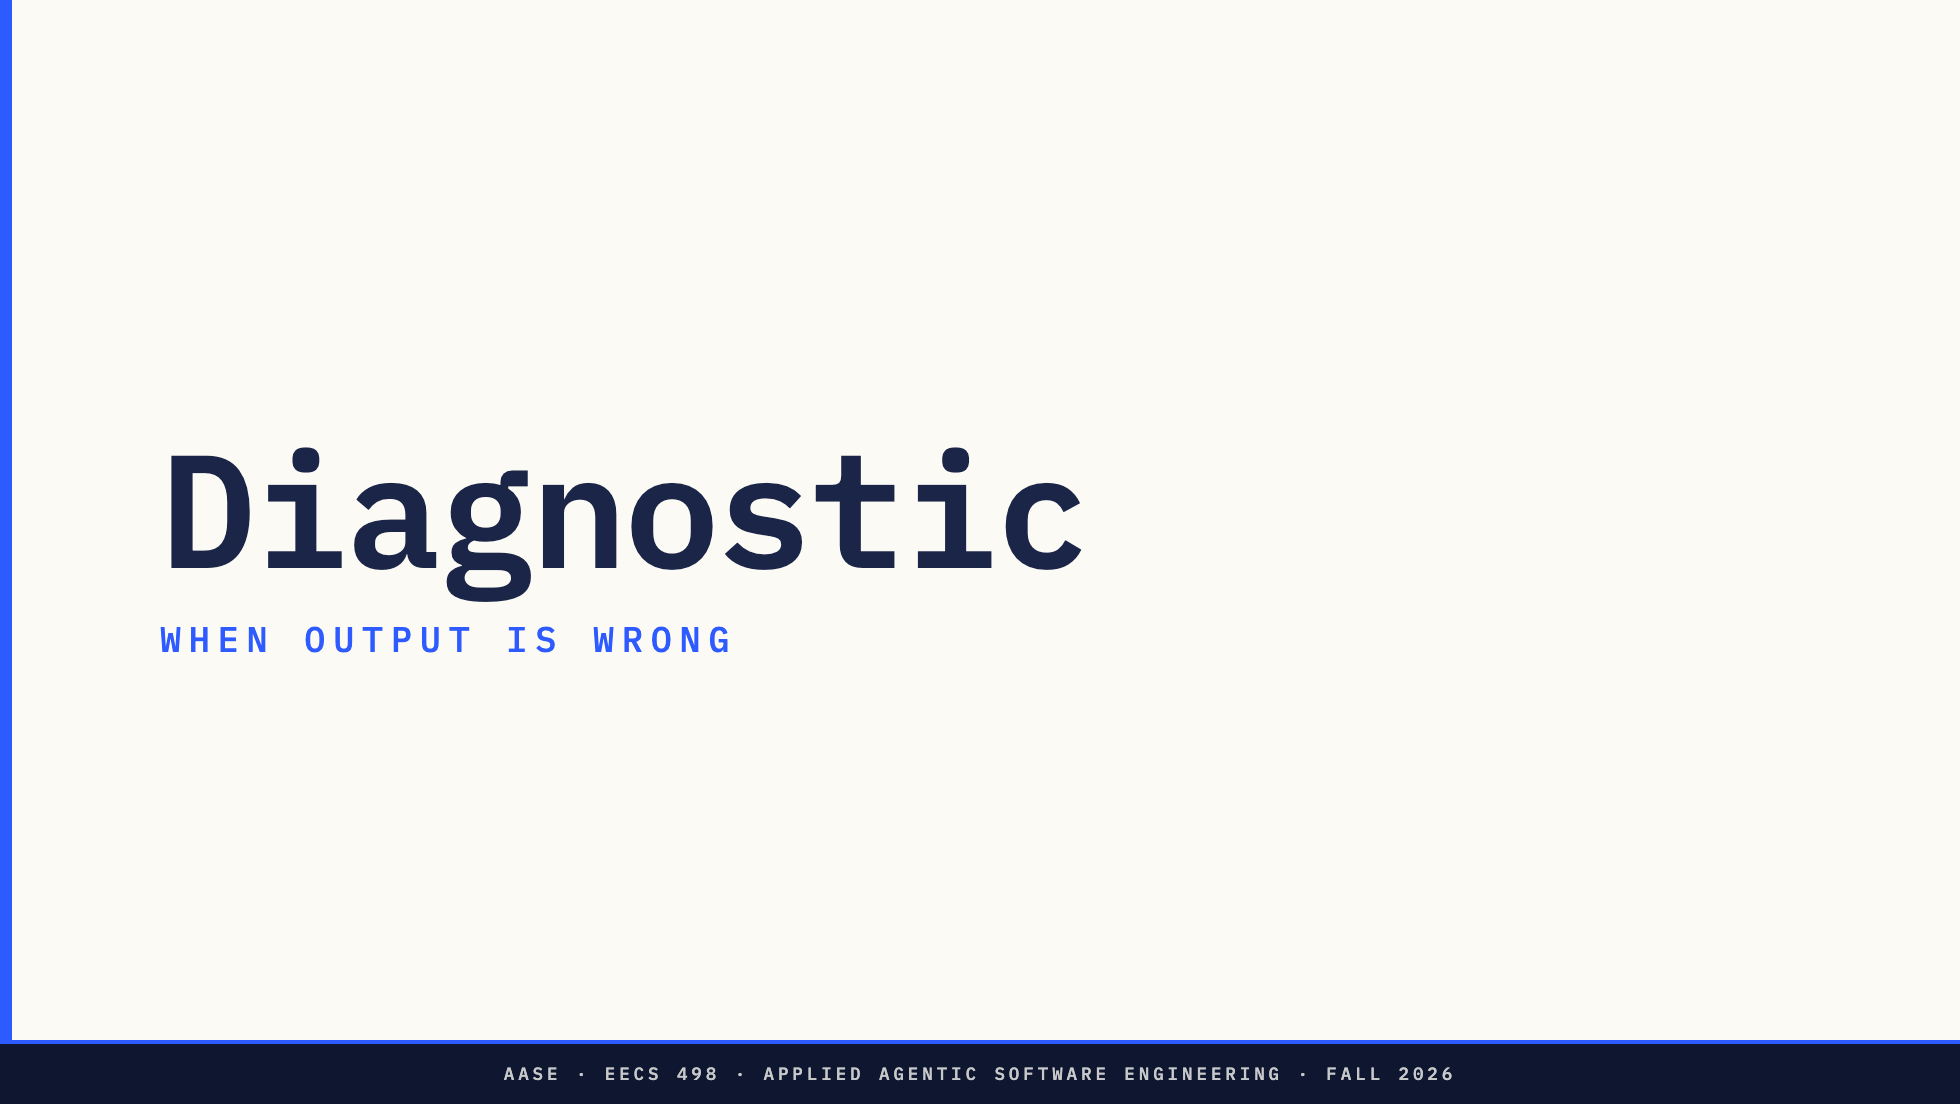 Diagnostic
WHEN OUTPUT IS WRONG
AASE · EECS 498 · APPLIED AGENTIC SOFTWARE ENGINEERING · FALL 2026